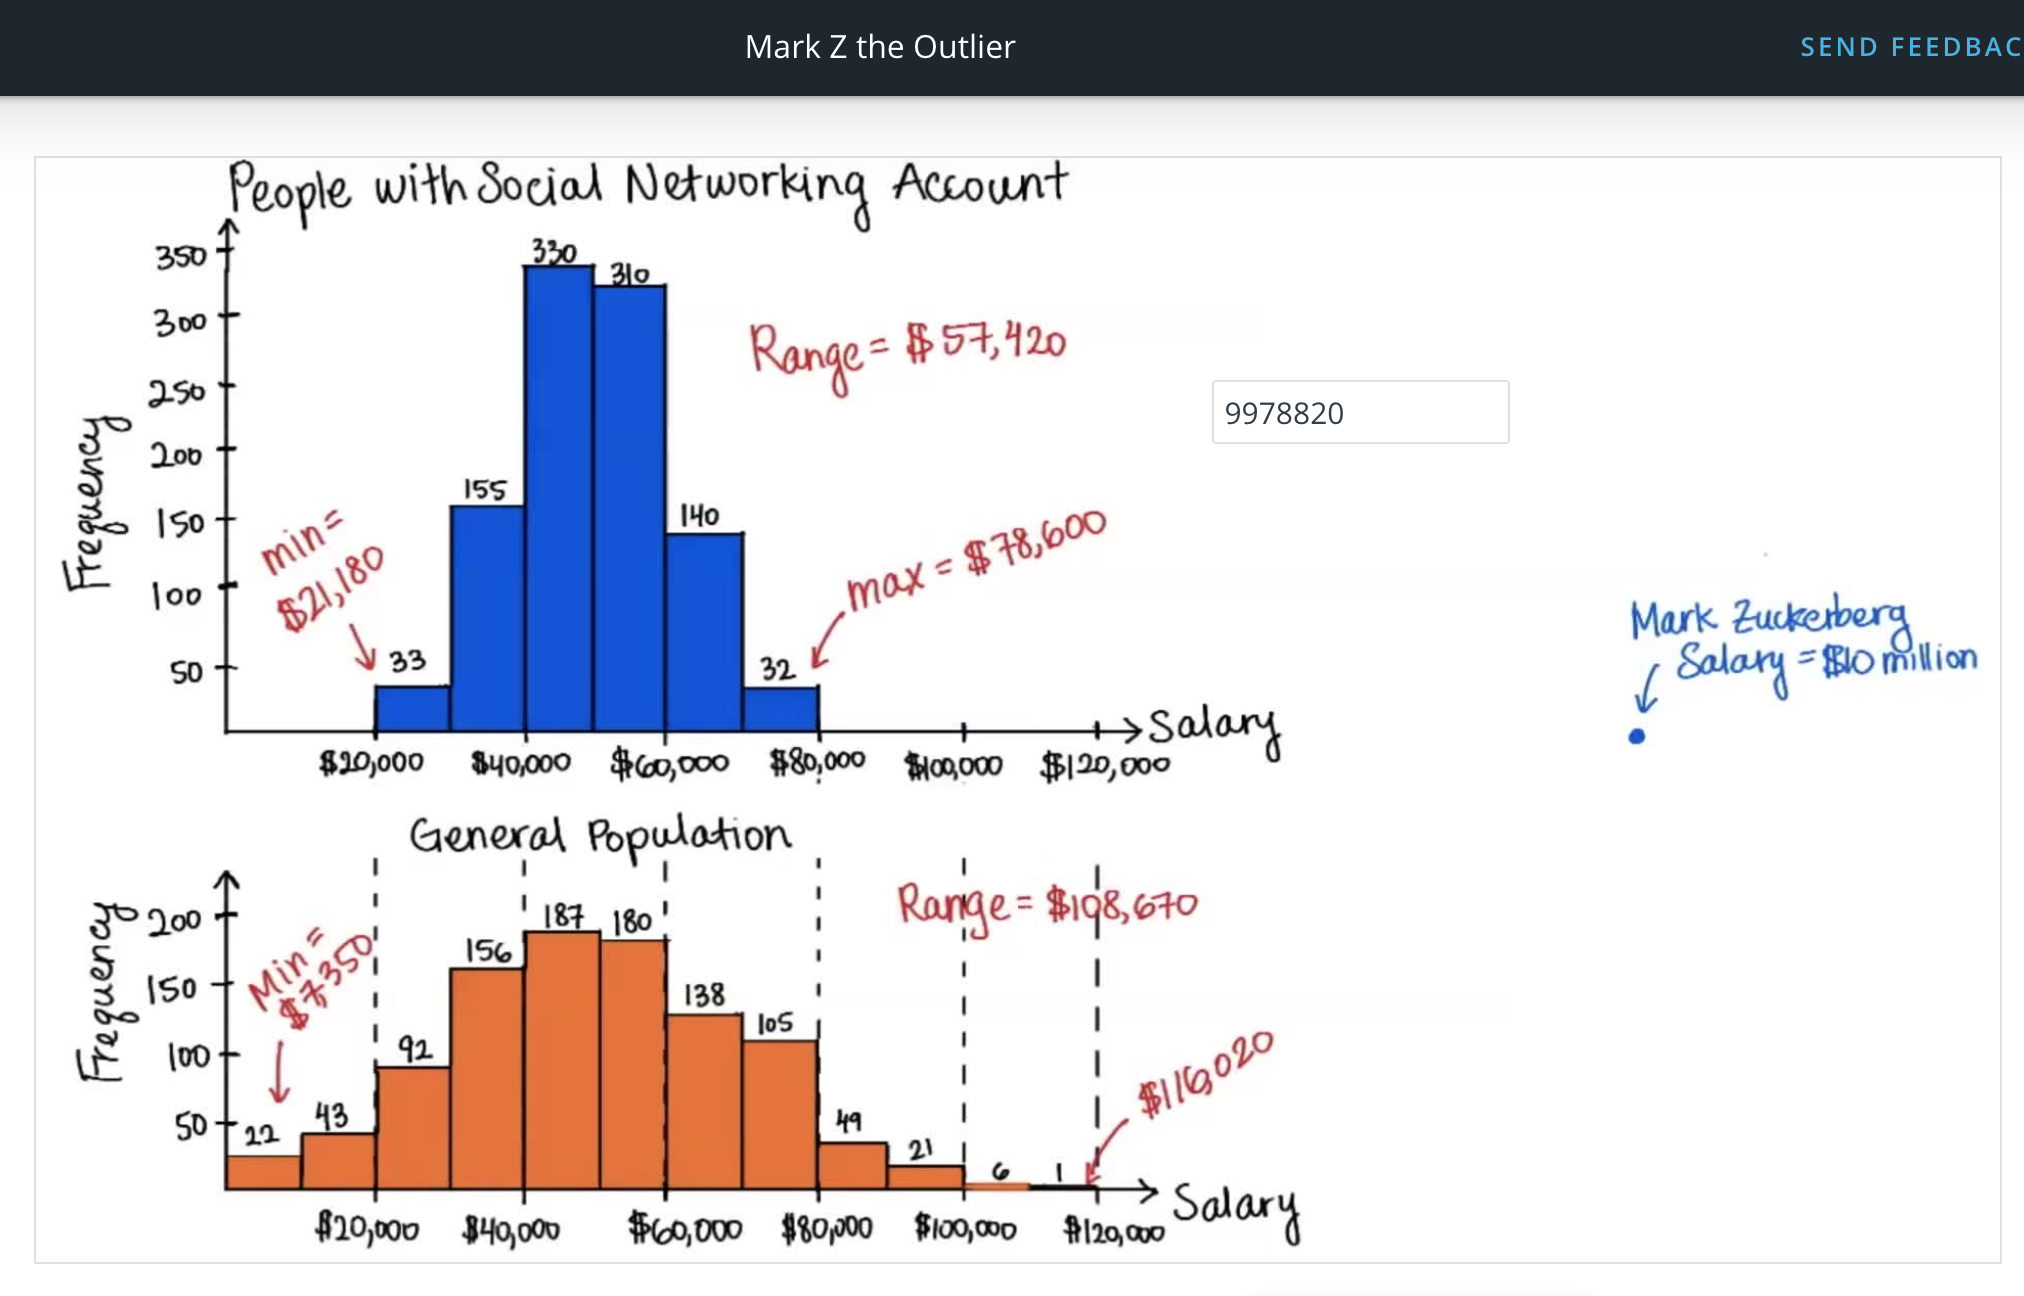 Mark Z the Outlier
SEND FEEDBAC
People with Social Networking Account
350
330
310
300
Range = $57,420
250
9978820
Frequency
200
155
150
140
min =
$21,180
max = $78,600
100
Mark Zuckerberg
Salary = $10 million
50
33
32
Salary
$20,000 $40,000 $60,000 $80,000 $100,000 $120,000
General Population
Range = $108,670
200
187
180
Frequency
Min =
$7,350
156
150
138
105
100
92
$116,020
50
22
43
49
21
6
1
Salary
$20,000 $40,000 $60,000 $80,000 $100,000 $120,000